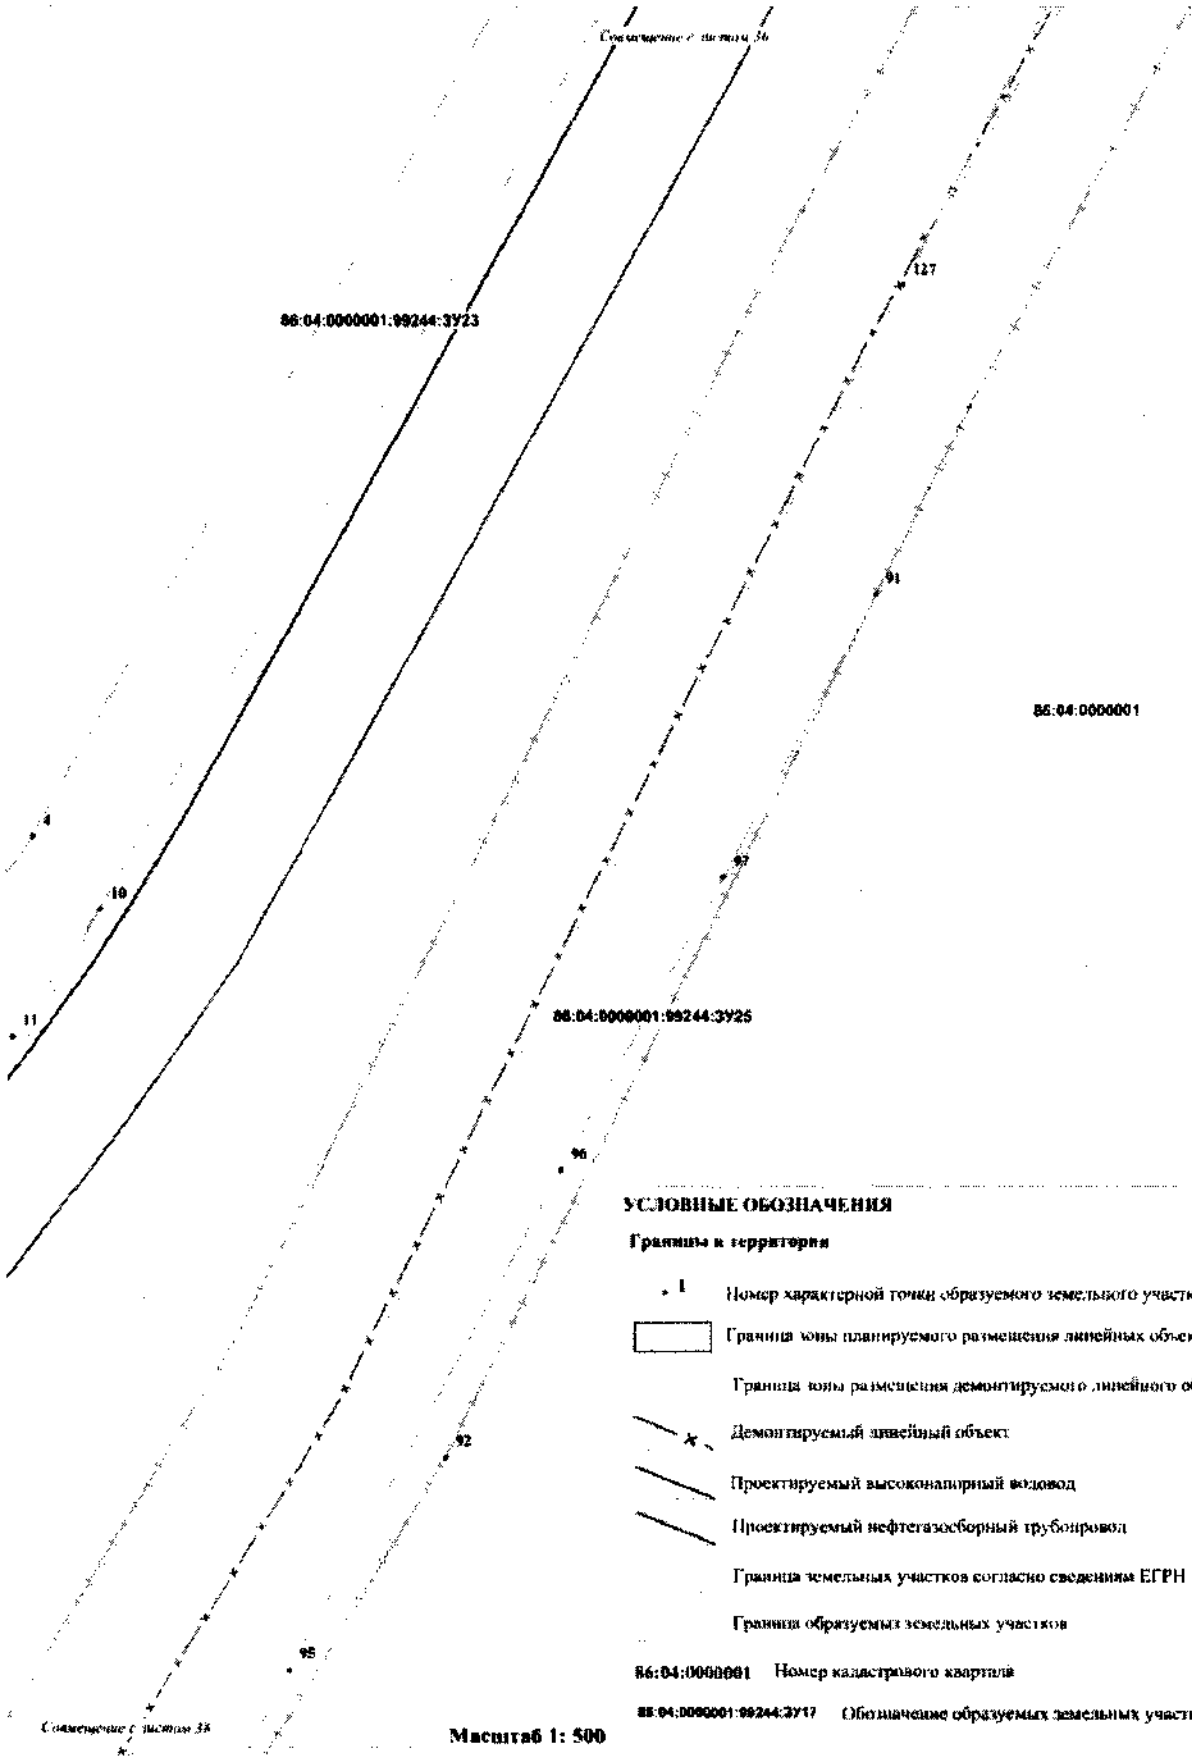 Совмещение с листом 36
127
86:04:0000001:99244:ЗУ23
91
86:04:0000001
4
97
10
11
86:04:0000001:99244:ЗУ25
96
УСЛОВНЫЕ ОБОЗНАЧЕНИЯ
Границы и территории
1 Номер характерной точки образуемого земельного участк
Граница зоны планируемого размещения линейных объек
Граница зоны размещения демонтируемого линейного об
Демонтируемый линейный объект
92
Проектируемый высоконапорный водовод
Проектируемый нефтегазосборный трубопровод
Граница земельных участков согласно сведениям ЕГРН
Граница образуемых земельных участков
95
86:04:0000001 Номер кадастрового квартала
86:04:0000001:99244:ЗУ17 Обозначение образуемых земельных участ
Совмещение с листом 38
Масштаб 1: 500